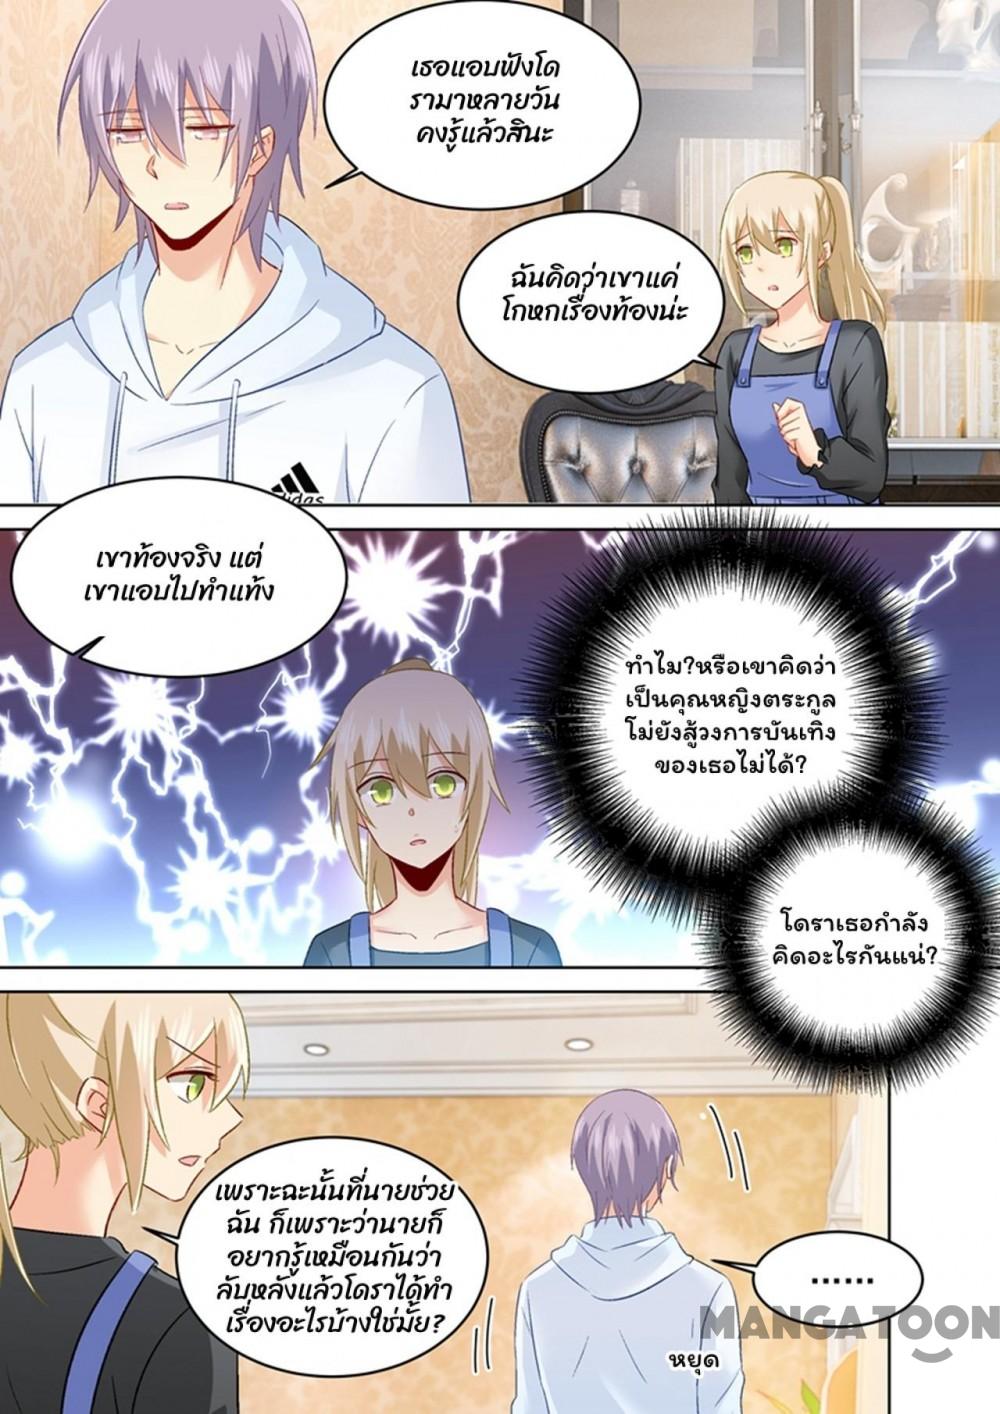 เธอแอบฟังโด
รามาหลายวัน
คงรู้แล้วสินะ
ฉันคิดว่าเขาแค่
โกหกเรื่องท้องน่ะ
adidas
เขาท้องจริง แต่
เขาแอบไปทำแท้ง
ทำไม?หรือเขาคิดว่า
เป็นคุณหญิงตระกูล
โม่ยังสู้วงการบันเทิง
ของเธอไม่ได้?
โดราเธอกำลัง
คิดอะไรกันแน่?
เพราะฉะนั้นที่นายช่วย
ฉัน ก็เพราะว่านายก็
อยากรู้เหมือนกันว่า
ลับหลังแล้วโดราได้ทำ
เรื่องอะไรบ้างใช่มั้ย?
......
MANGATOON
หยุด